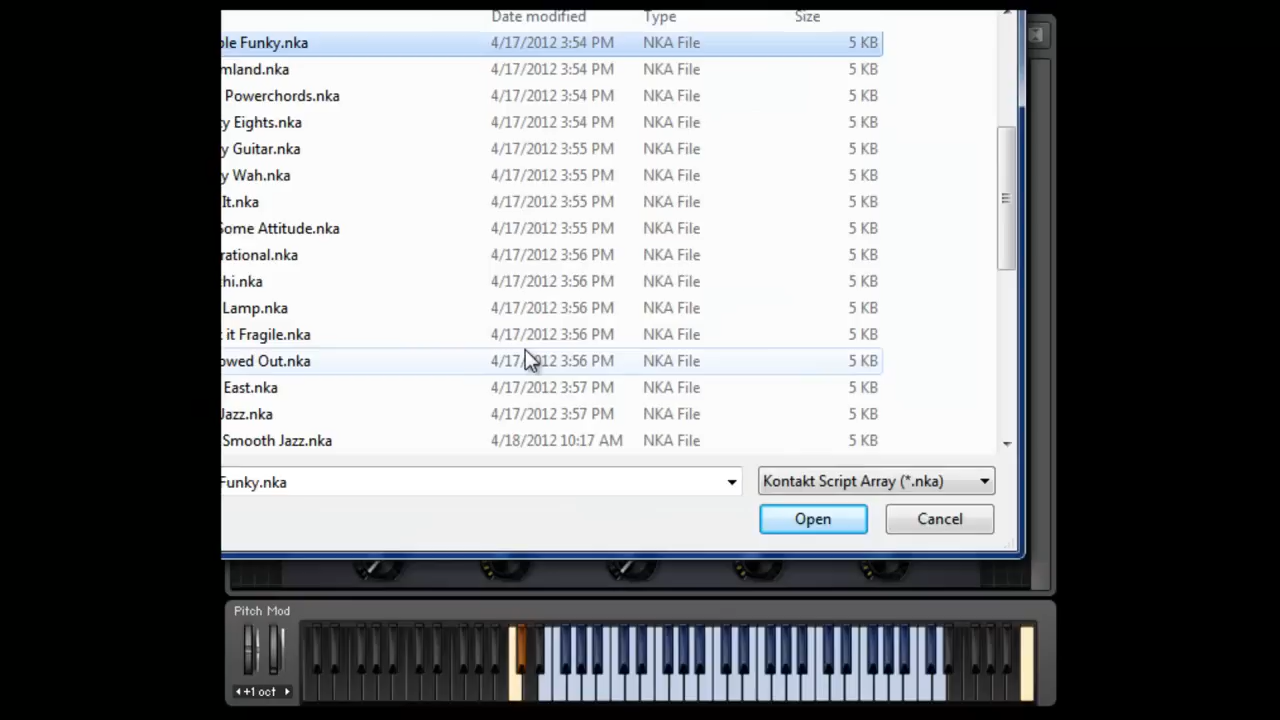 Date modified Type Size
ble Funky.nka 4/17/2012 3:54 PM NKA File 5 KB
mland.nka 4/17/2012 3:54 PM NKA File 5 KB
Powerchords.nka 4/17/2012 3:54 PM NKA File 5 KB
y Eights.nka 4/17/2012 3:54 PM NKA File 5 KB
y Guitar.nka 4/17/2012 3:55 PM NKA File 5 KB
y Wah.nka 4/17/2012 3:55 PM NKA File 5 KB
It.nka 4/17/2012 3:55 PM NKA File 5 KB
Some Attitude.nka 4/17/2012 3:55 PM NKA File 5 KB
rational.nka 4/17/2012 3:56 PM NKA File 5 KB
hi.nka 4/17/2012 3:56 PM NKA File 5 KB
Lamp.nka 4/17/2012 3:56 PM NKA File 5 KB
it Fragile.nka 4/17/2012 3:56 PM NKA File 5 KB
owed Out.nka 4/17/2012 3:56 PM NKA File 5 KB
East.nka 4/17/2012 3:57 PM NKA File 5 KB
Jazz.nka 4/17/2012 3:57 PM NKA File 5 KB
Smooth Jazz.nka 4/18/2012 10:17 AM NKA File 5 KB
Funky.nka Kontakt Script Array (*.nka)
Open Cancel
Pitch Mod
+1 oct